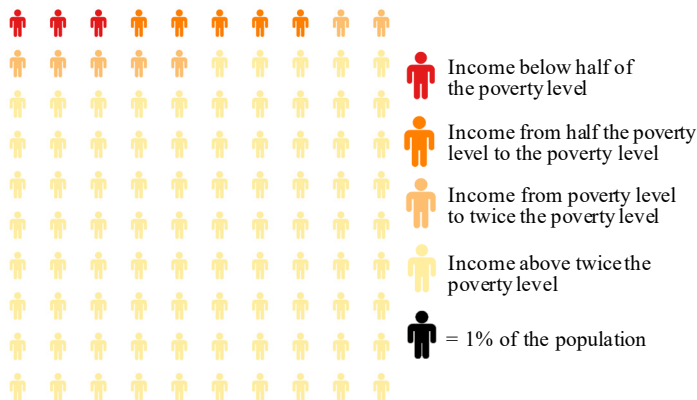 Income below half of
the poverty level
Income from half the poverty
level to the poverty level
Income from poverty level
to twice the poverty level
Income above twice the
poverty level
= 1% of the population